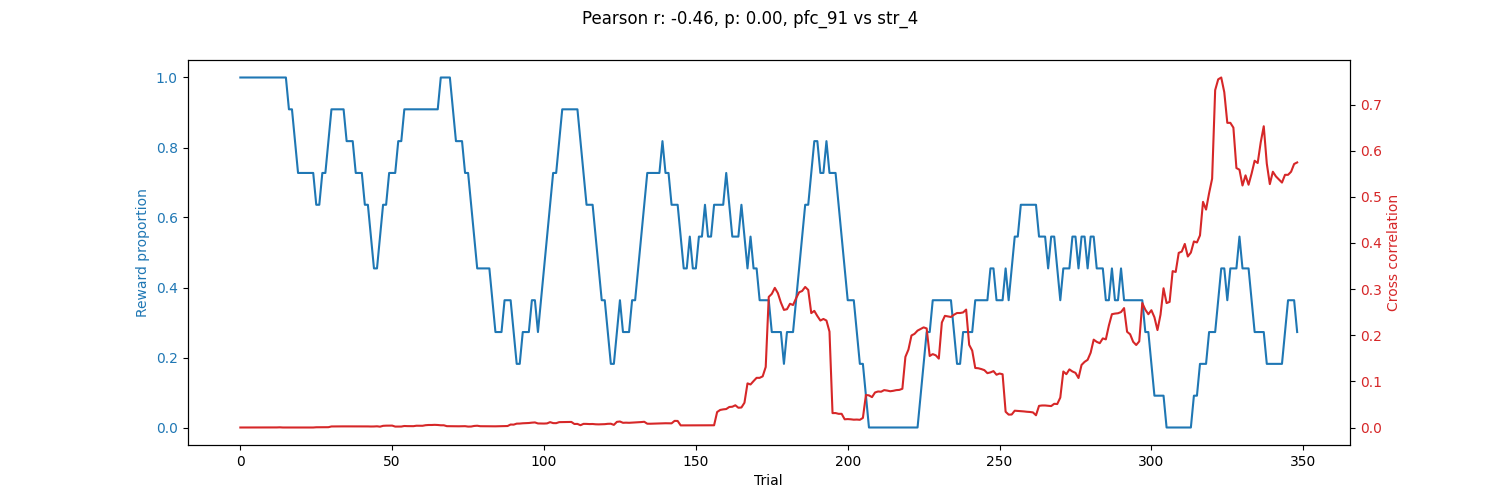 Pearson r: -0.46, p: 0.00, pfc_91 vs str_4
1.0
0.8
0.6
0.4
0.2
0.0
Reward proportion
0.7
0.6
0.5
0.4
0.3
0.2
0.1
0.0
Cross correlation
0 50 100 150 200 250 300 350
Trial